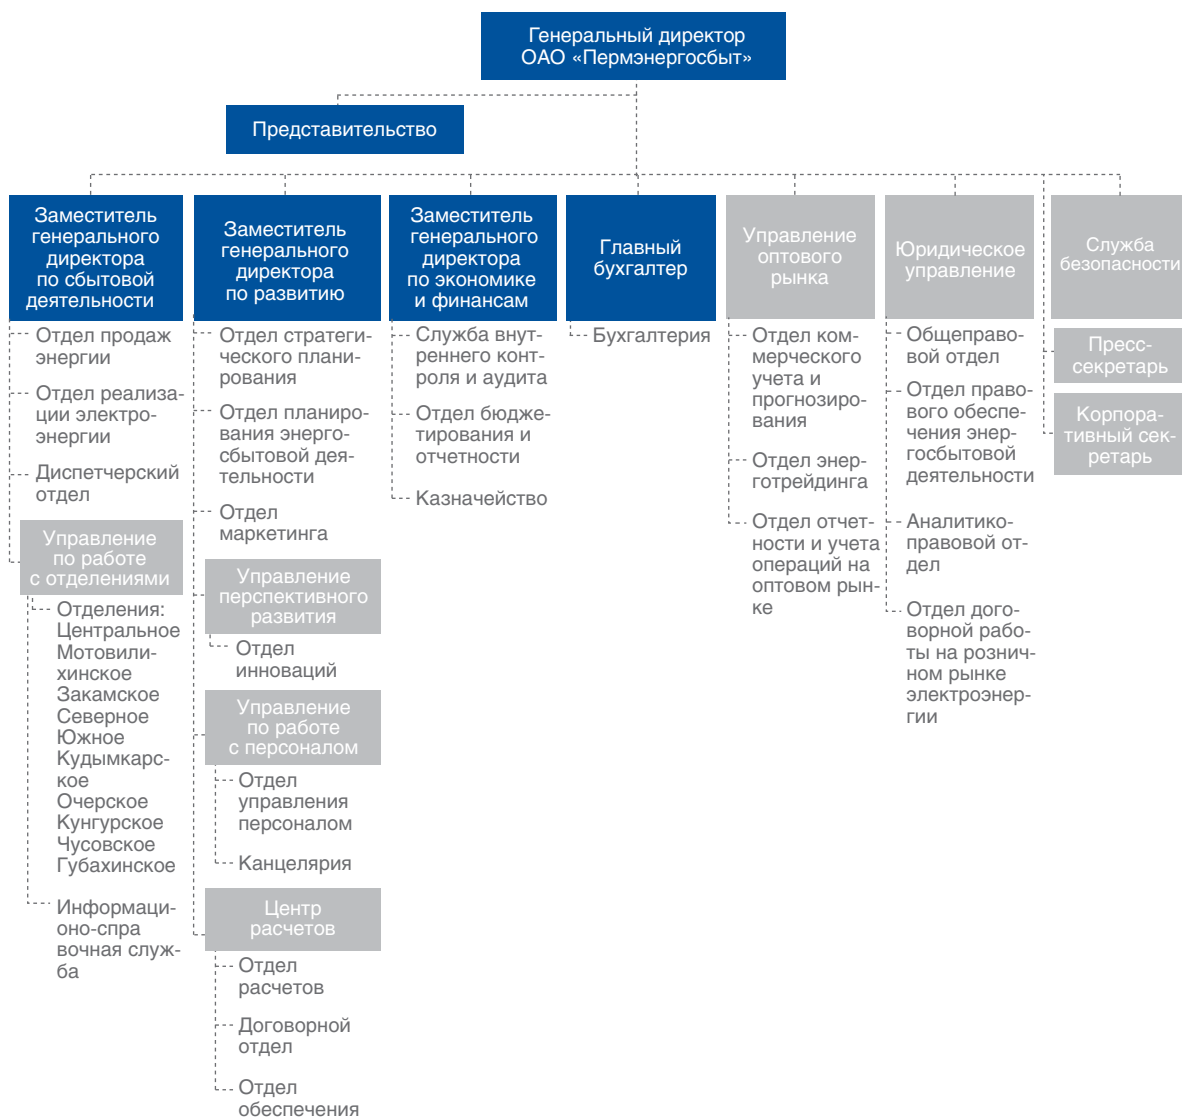 Генеральный директор
ОАО «Пермэнергосбыт»
Представительство
Заместитель
генерального
директора
по сбытовой
деятельности
Отдел продаж
энергии
Отдел реализа-
ции электро-
энергии
Диспетчерский
отдел
Управление
по работе
с отделениями
Отделения:
Центральное
Мотовили-
хинское
Закамское
Северное
Южное
Кудымкарс-
кое
Очерское
Кунгурское
Чусовское
Губахинское
Информаци-
оно-спра
вочная служ-
ба
Заместитель
генерального
директора
по развитию
Отдел стратеги-
ческого плани-
рования
Отдел планиро-
вания энерго-
сбытовой дея-
тельности
Отдел
маркетинга
Управление
перспективного
развития
Отдел
инноваций
Управление
по работе
с персоналом
Отдел
управления
персоналом
Канцелярия
Центр
расчетов
Отдел
расчетов
Договорной
отдел
Отдел
обеспечения
Заместитель
генерального
директора
по экономике
и финансам
Служба внут-
реннего конт-
роля и аудита
Отдел бюдже-
тирования и
отчетности
Казначейство
Главный
бухгалтер
Бухгалтерия
Управление
оптового
рынка
Отдел ком-
мерческого
учета и
прогнозиро-
вания
Отдел энер-
готрейдинга
Отдел отчет-
ности и учета
операций на
оптовом рын-
ке
Юридическое
управление
Общеправо-
вой отдел
Отдел право-
вого обеспе-
чения энер-
госбытовой
деятельности
Аналитико-
правовой от-
дел
Отдел дого-
ворной рабо-
ты на рознич-
ном рынке
электроэнер-
гии
Служба
безопасности
Пресс-
секретарь
Корпора-
тивный сек-
ретарь